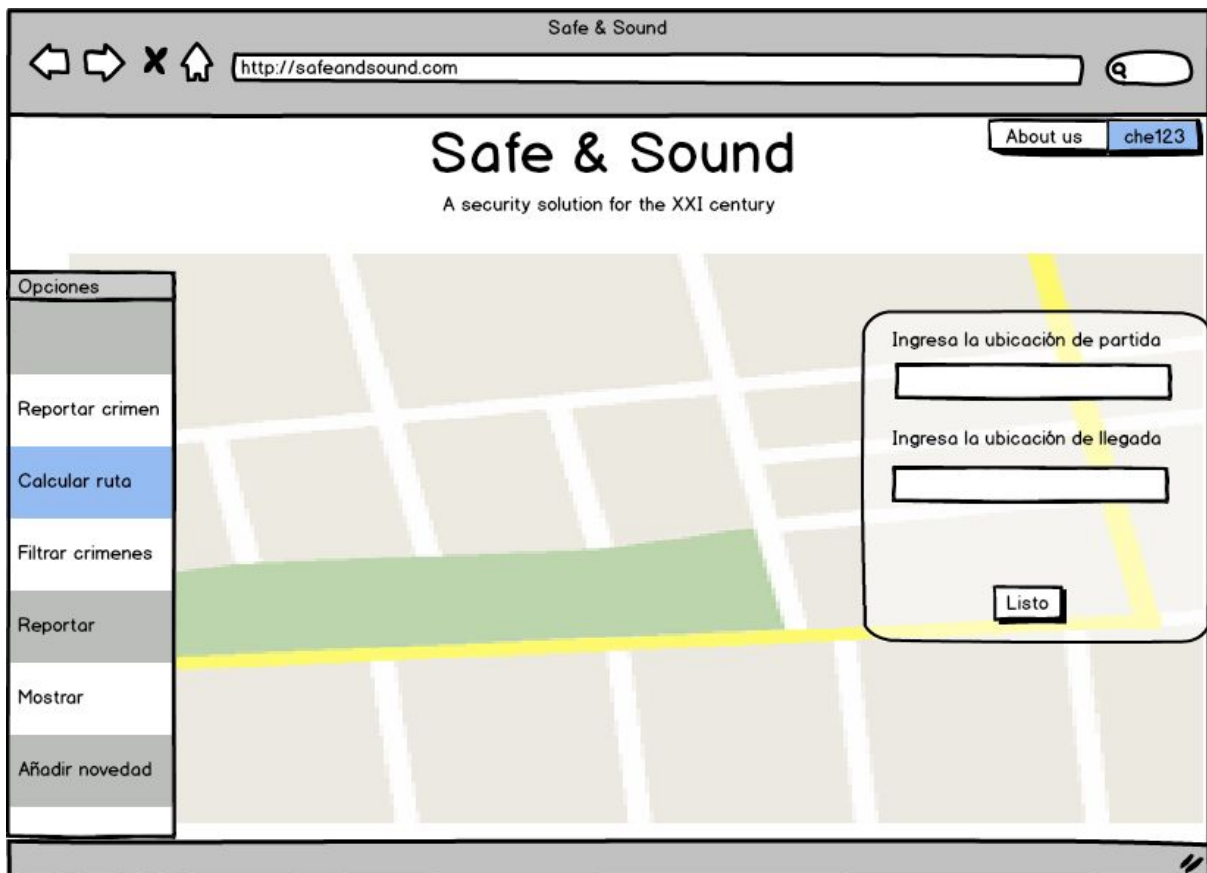 Safe & Sound
http://safeandsound.com
About us
che123
Safe & Sound
A security solution for the XXI century
Opciones
Reportar crimen
Calcular ruta
Filtrar crimenes
Reportar
Mostrar
Añadir novedad
Ingresa la ubicación de partida
Ingresa la ubicación de llegada
Listo